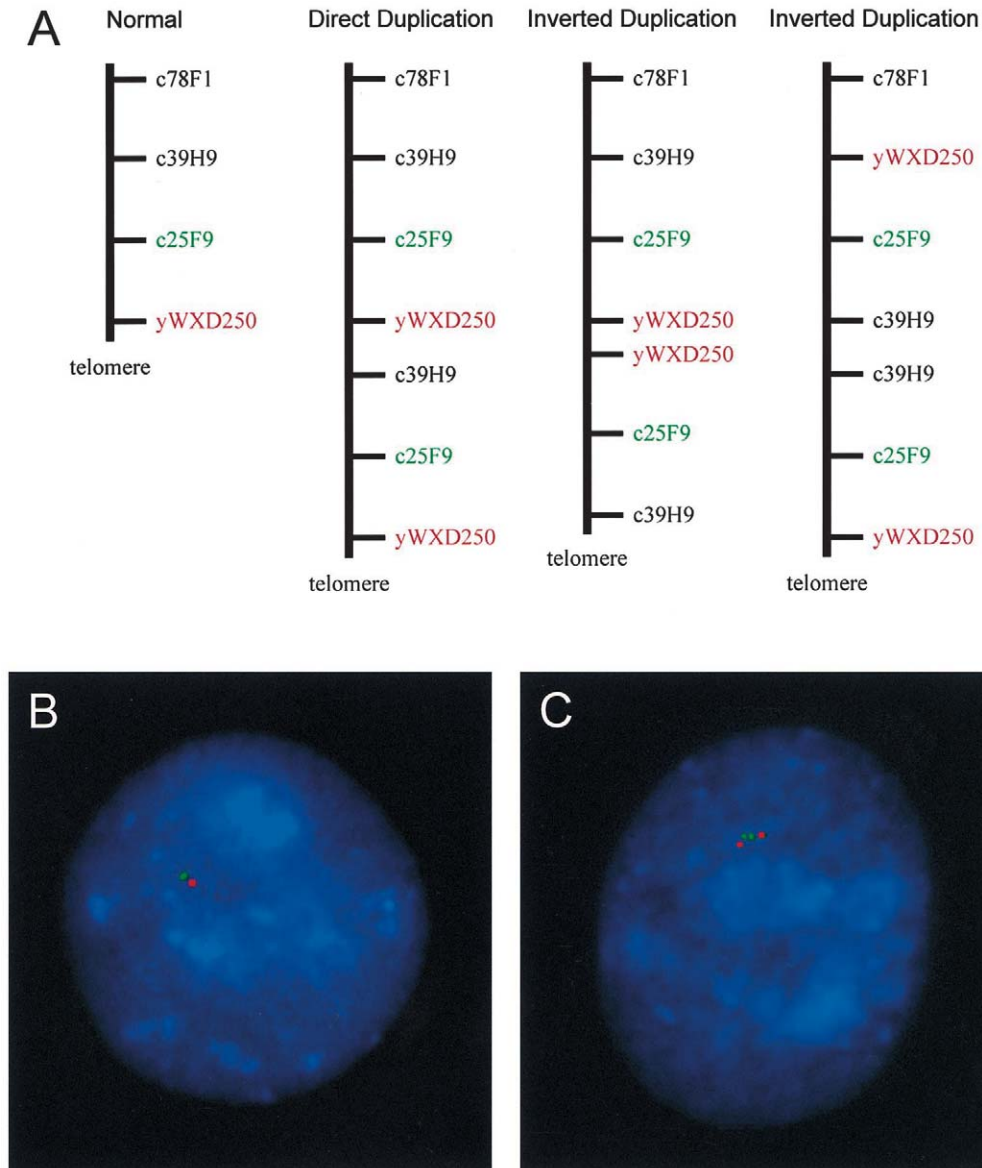 A
Normal
Direct Duplication
Inverted Duplication
Inverted Duplication
c78F1
c39H9
c25F9
yWXD250
telomere
c78F1
c39H9
c25F9
yWXD250
c39H9
c25F9
yWXD250
telomere
c78F1
c39H9
c25F9
yWXD250
yWXD250
c25F9
c39H9
telomere
c78F1
yWXD250
c25F9
c39H9
c39H9
c25F9
yWXD250
telomere
B
C